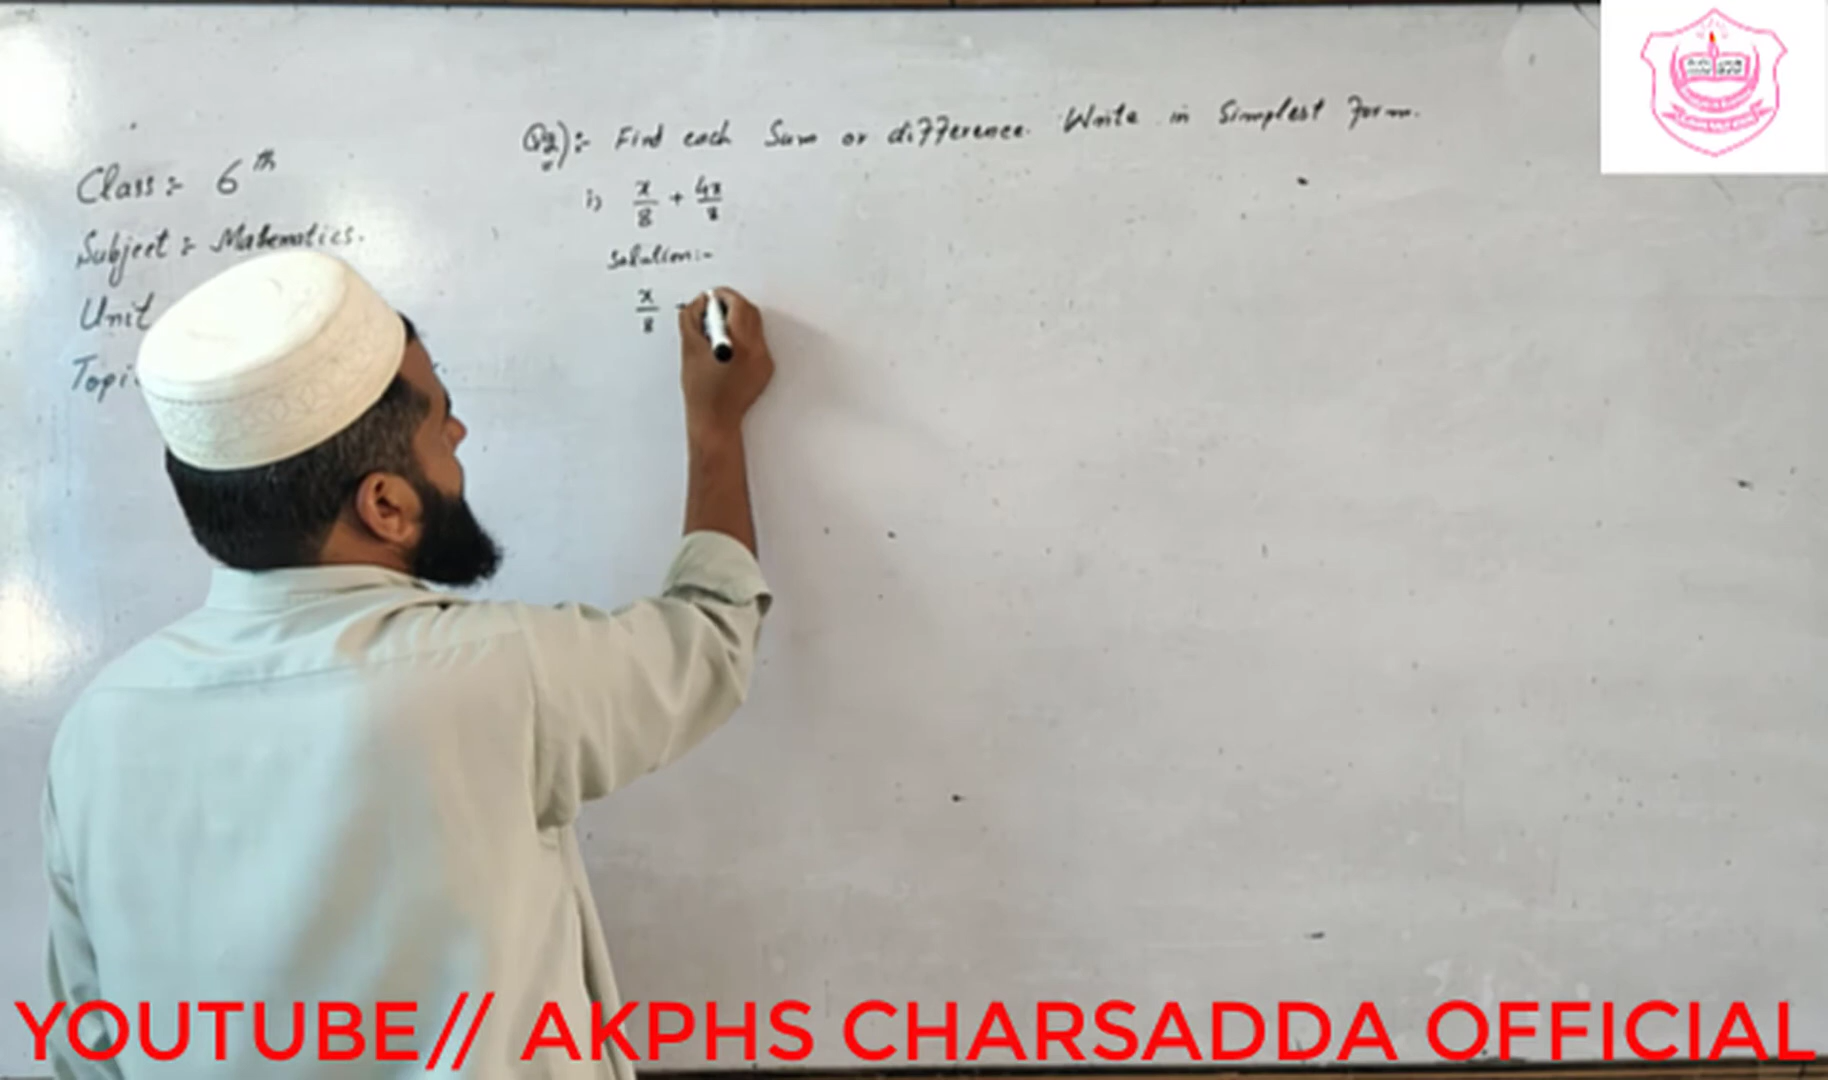 Class:- 6th
Subject:- Mathematics.
Unit
Topi
Q2):- Find each Sum or difference. Write in Simplest form.
i) x/8 + 4x/8
Solution:-
x/8
YOUTUBE// AKPHS CHARSADDA OFFICIAL